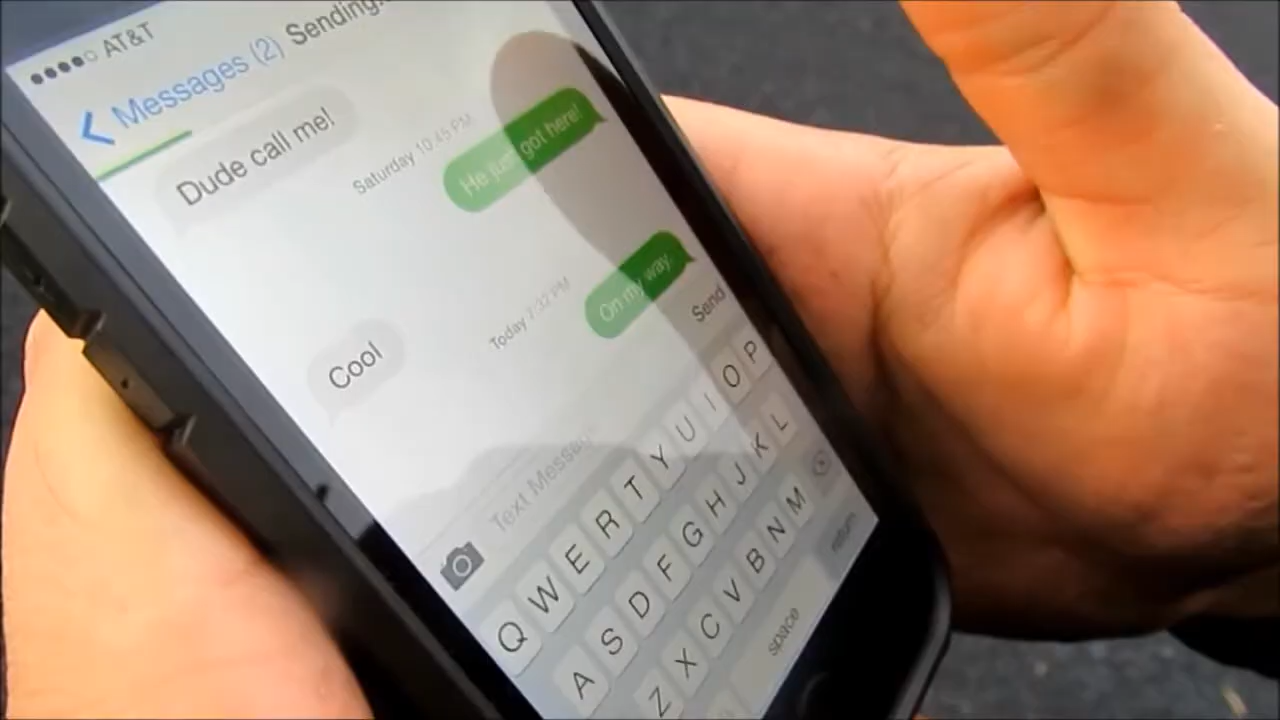 AT&T
Messages (2) Sending...
Dude call me!
Saturday 10:45 PM
He just got here!
Today 7:32 PM
On my way.
Cool
Text Message
Send
Q W E R T Y U I O P
A S D F G H J K L
Z X C V B N M
space
return